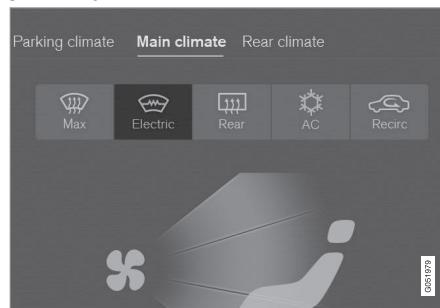 Parking climate Main climate Rear climate
Max Electric Rear AC Recirc
G051979